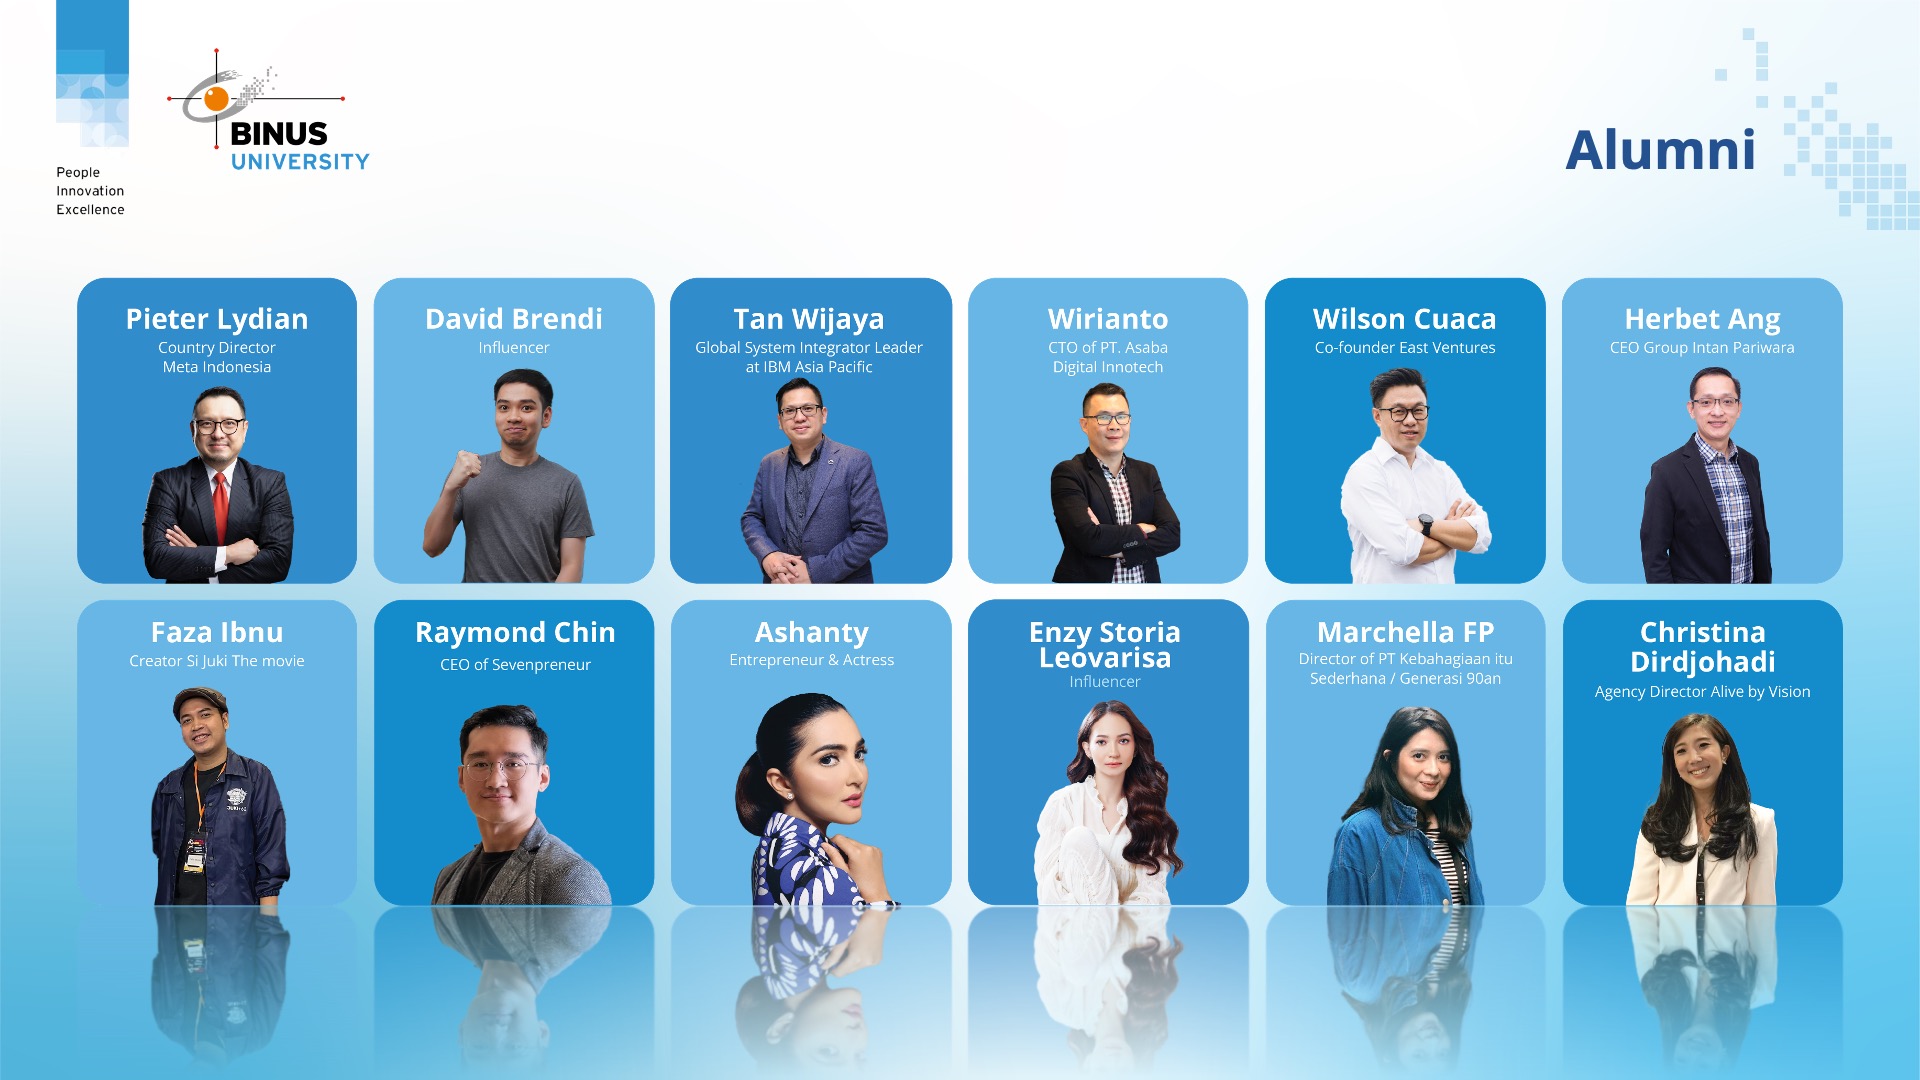 People
Innovation
Excellence
BINUS
UNIVERSITY
Alumni
Pieter Lydian
Country Director
Meta Indonesia
David Brendi
Influencer
Tan Wijaya
Global System Integrator Leader
at IBM Asia Pacific
Wirianto
CTO of PT. Asaba
Digital Innotech
Wilson Cuaca
Co-founder East Ventures
Herbet Ang
CEO Group Intan Pariwara
Faza Ibnu
Creator Si Juki The movie
Raymond Chin
CEO of Sevenpreneur
Ashanty
Entrepreneur & Actress
Enzy Storia
Leovarisa
Influencer
Marchella FP
Director of PT Kebahagiaan itu
Sederhana / Generasi 90an
Christina
Dirdjohadi
Agency Director Alive by Vision